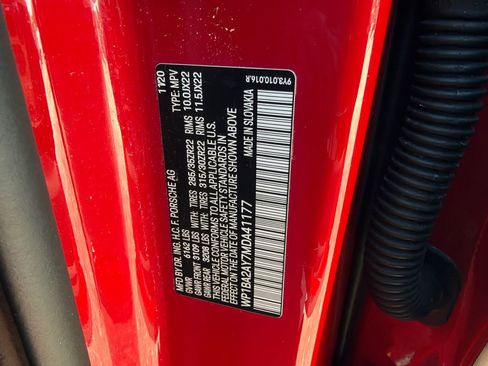 MFD. BY DR. ING. H.C. F. PORSCHE AG 11/20
GVWR 6162 LBS TYPE: MPV
GAWR FRONT 3109 LBS WITH: TIRES 285/35ZR22 RIMS 10.0JX22
GAWR REAR 3208 LBS WITH: TIRES 315/30ZR22 RIMS 11.5JX22
THIS VEHICLE CONFORMS TO ALL APPLICABLE U.S.
FEDERAL MOTOR VEHICLE SAFETY STANDARDS IN
EFFECT ON THE DATE OF MANUFACTURE SHOWN ABOVE
WP1BA2AY7MDA41177 MADE IN SLOVAKIA
9Y3.010.016.R